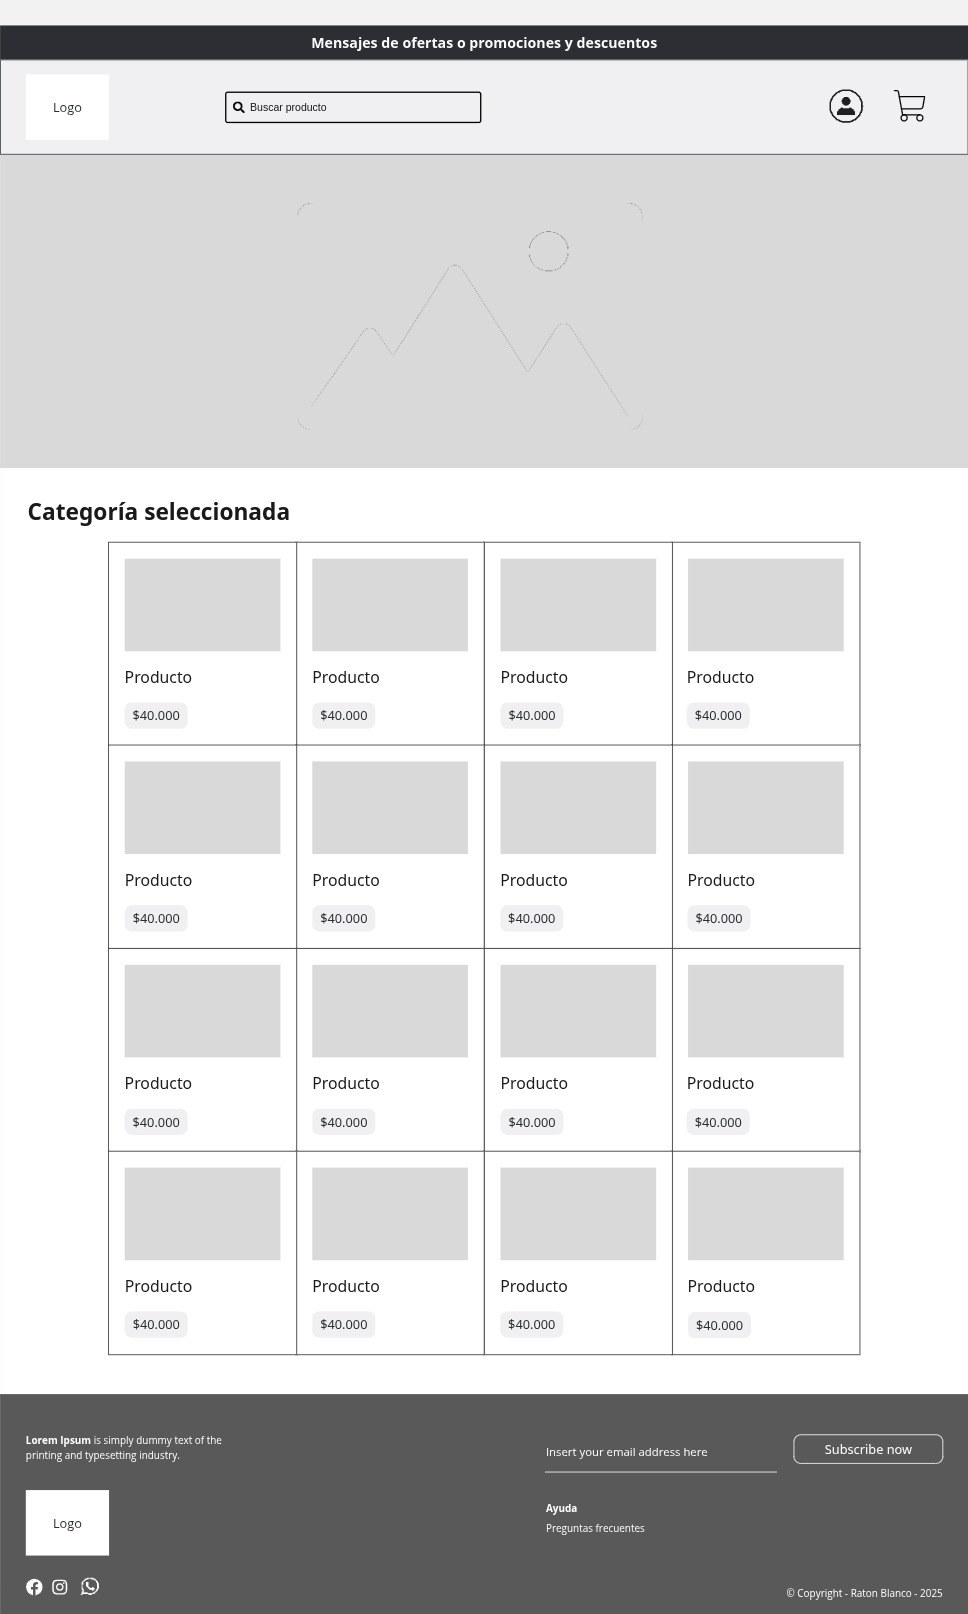 Mensajes de ofertas o promociones y descuentos
Logo
Buscar producto
Categoría seleccionada
Producto
$40.000
Producto
$40.000
Producto
$40.000
Producto
$40.000
Producto
$40.000
Producto
$40.000
Producto
$40.000
Producto
$40.000
Producto
$40.000
Producto
$40.000
Producto
$40.000
Producto
$40.000
Producto
$40.000
Producto
$40.000
Producto
$40.000
Producto
$40.000
Lorem Ipsum is simply dummy text of the
printing and typesetting industry.
Logo
Insert your email address here
Subscribe now
Ayuda
Preguntas frecuentes
© Copyright - Raton Blanco - 2025